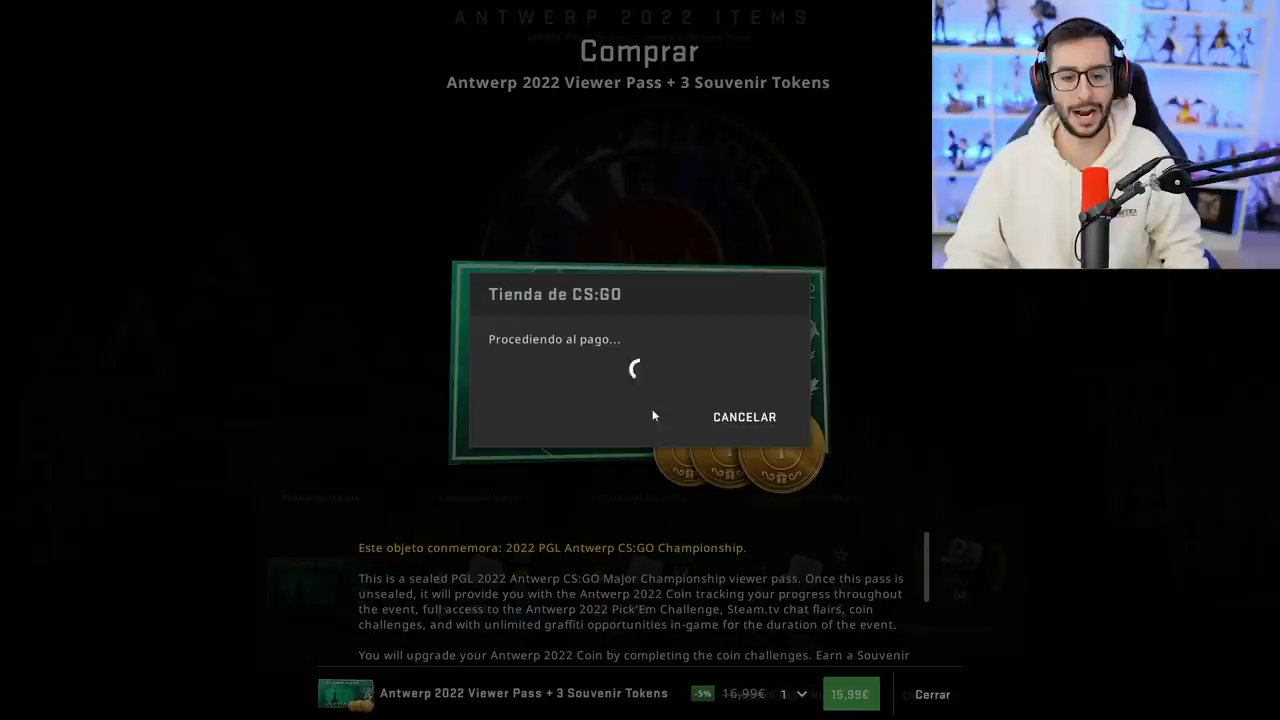 ANTWERP 2022 ITEMS
Comprar
Antwerp 2022 Viewer Pass + 3 Souvenir Tokens
Tienda de CS:GO
Procediendo al pago...
CANCELAR
Este objeto conmemora: 2022 PGL Antwerp CS:GO Championship.
This is a sealed PGL 2022 Antwerp CS:GO Major Championship viewer pass. Once this pass is
unsealed, it will provide you with the Antwerp 2022 Coin tracking your progress throughout
the event, full access to the Antwerp 2022 Pick'Em Challenge, Steam.tv chat flairs, coin
challenges, and with unlimited graffiti opportunities in-game for the duration of the event.
You will upgrade your Antwerp 2022 Coin by completing the coin challenges. Earn a Souvenir
Antwerp 2022 Viewer Pass + 3 Souvenir Tokens
-5%
16,99€
1
15,99€
Cerrar